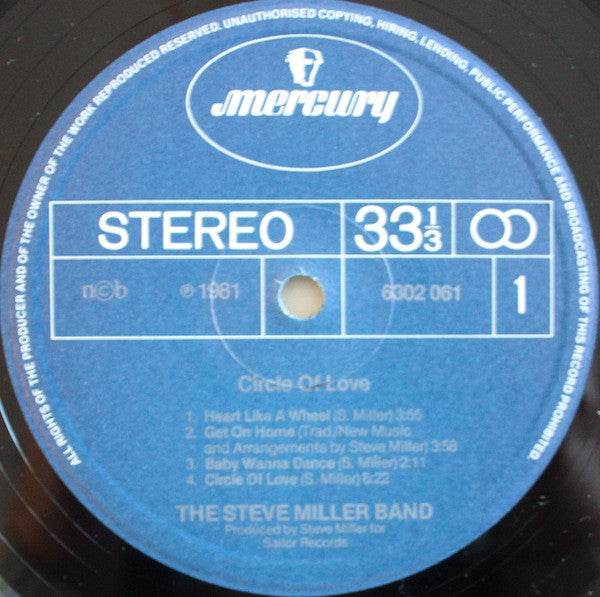 ALL RIGHTS OF THE PRODUCER AND OF THE OWNER OF THE WORK REPRODUCED RESERVED. UNAUTHORISED COPYING, HIRING, LENDING, PUBLIC PERFORMANCE AND BROADCASTING OF THIS RECORD PROHIBITED.
mercury
STEREO 33 1/3
n©b ℗ 1981 6302 061 1
Circle Of Love
1. Heart Like A Wheel (S. Miller) 3:55
2. Get On Home (Trad./New Music
and Arrangements by Steve Miller) 3:58
3. Baby Wanna Dance (S. Miller) 2:11
4. Circle Of Love (S. Miller) 6:22
THE STEVE MILLER BAND
Produced by Steve Miller for
Sailor Records